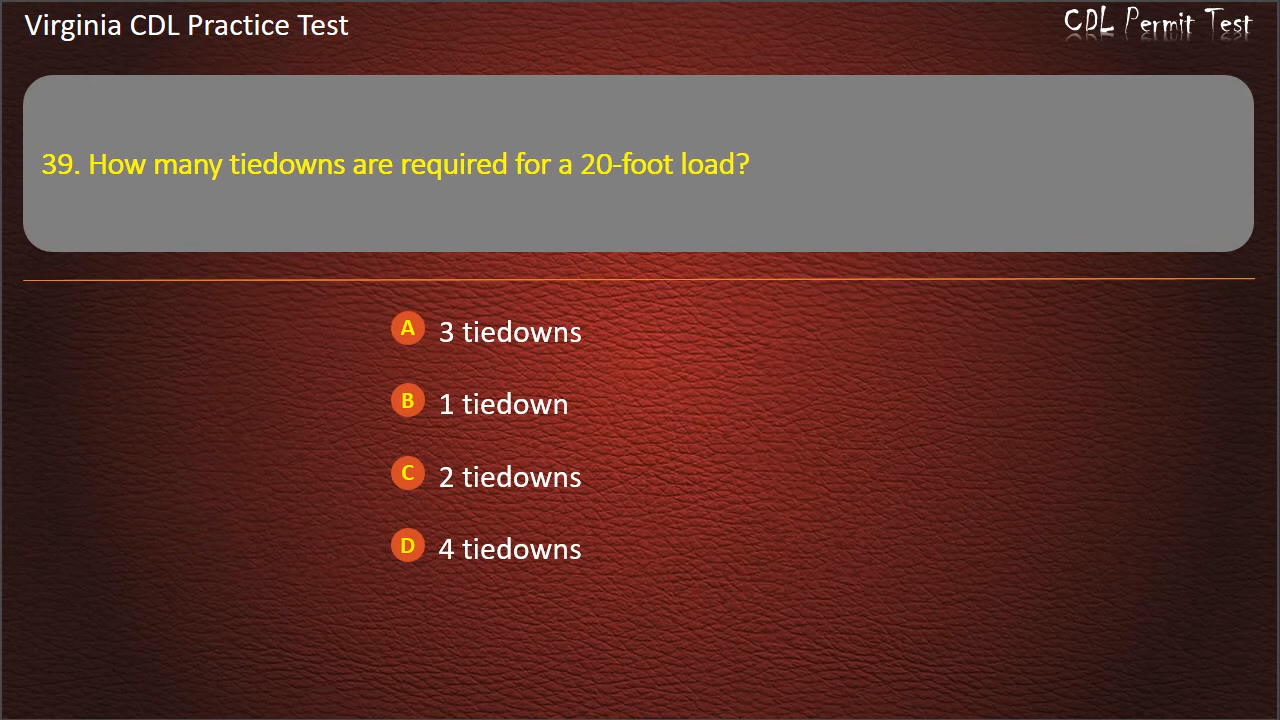 Virginia CDL Practice Test
CDL Permit Test
39. How many tiedowns are required for a 20-foot load?
A 3 tiedowns
B 1 tiedown
C 2 tiedowns
D 4 tiedowns